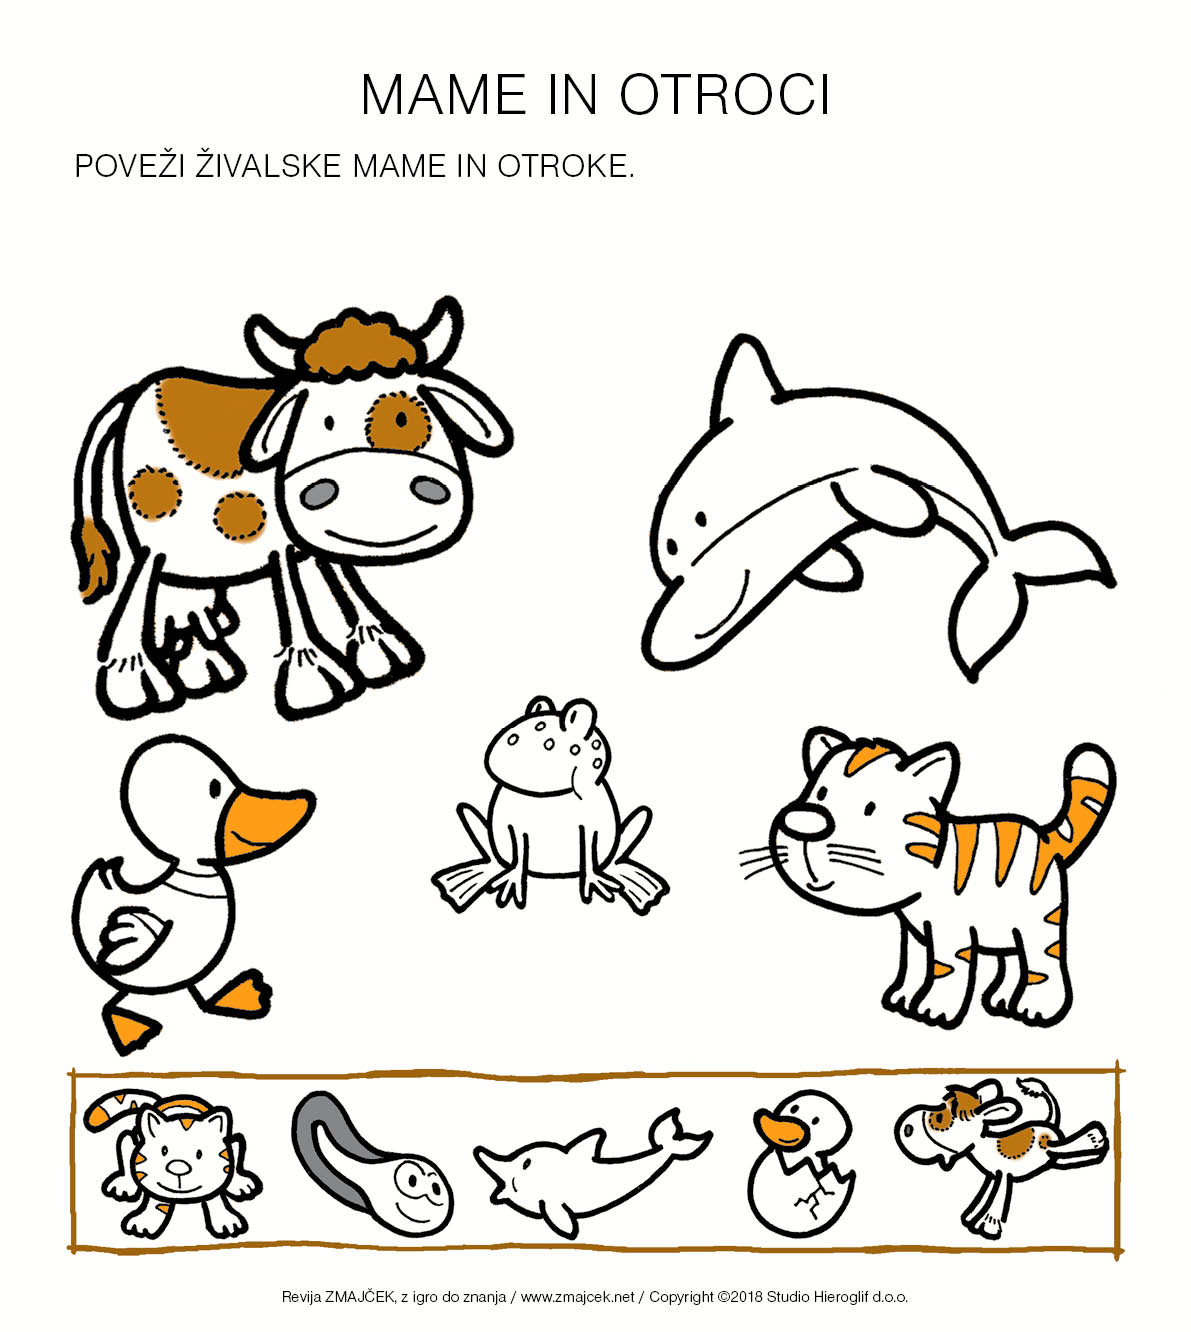 MAME IN OTROCI
POVEŽI ŽIVALSKE MAME IN OTROKE.
Revija ZMAJČEK, z igro do znanja / www.zmajcek.net / Copyright ©2018 Studio Hieroglif d.o.o.